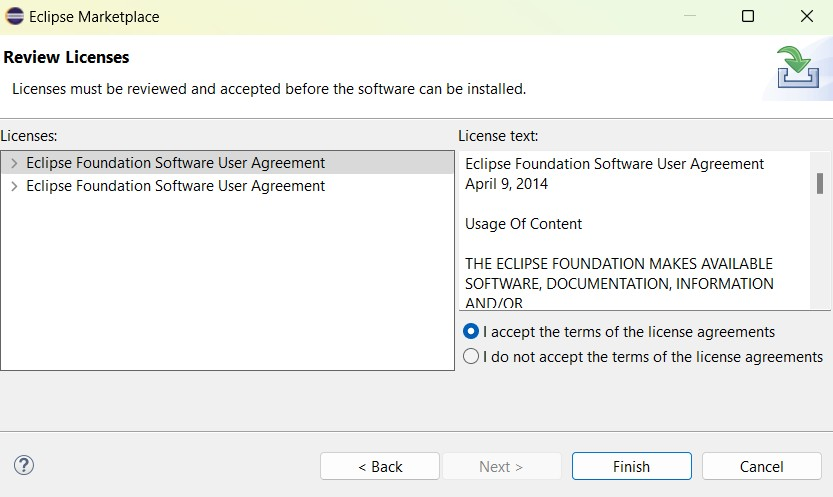 Eclipse Marketplace
Review Licenses
Licenses must be reviewed and accepted before the software can be installed.
Licenses:
Eclipse Foundation Software User Agreement
Eclipse Foundation Software User Agreement
License text:
Eclipse Foundation Software User Agreement
April 9, 2014
Usage Of Content
THE ECLIPSE FOUNDATION MAKES AVAILABLE
SOFTWARE, DOCUMENTATION, INFORMATION
AND/OR
I accept the terms of the license agreements
I do not accept the terms of the license agreements
?
< Back
Next >
Finish
Cancel